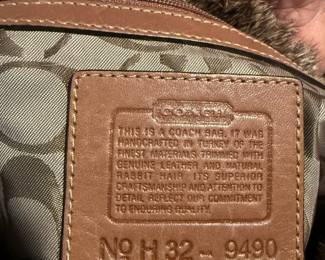 COACH
THIS IS A COACH BAG. IT WAS
HANDCRAFTED IN TURKEY OF THE
FINEST MATERIALS TRIMMED WITH
GENUINE LEATHER AND NATURAL
RABBIT HAIR. ITS SUPERIOR
CRAFTSMANSHIP AND ATTENTION TO
DETAIL REFLECT OUR COMMITMENT
TO ENDURING QUALITY.
Nº H 32 - 9490